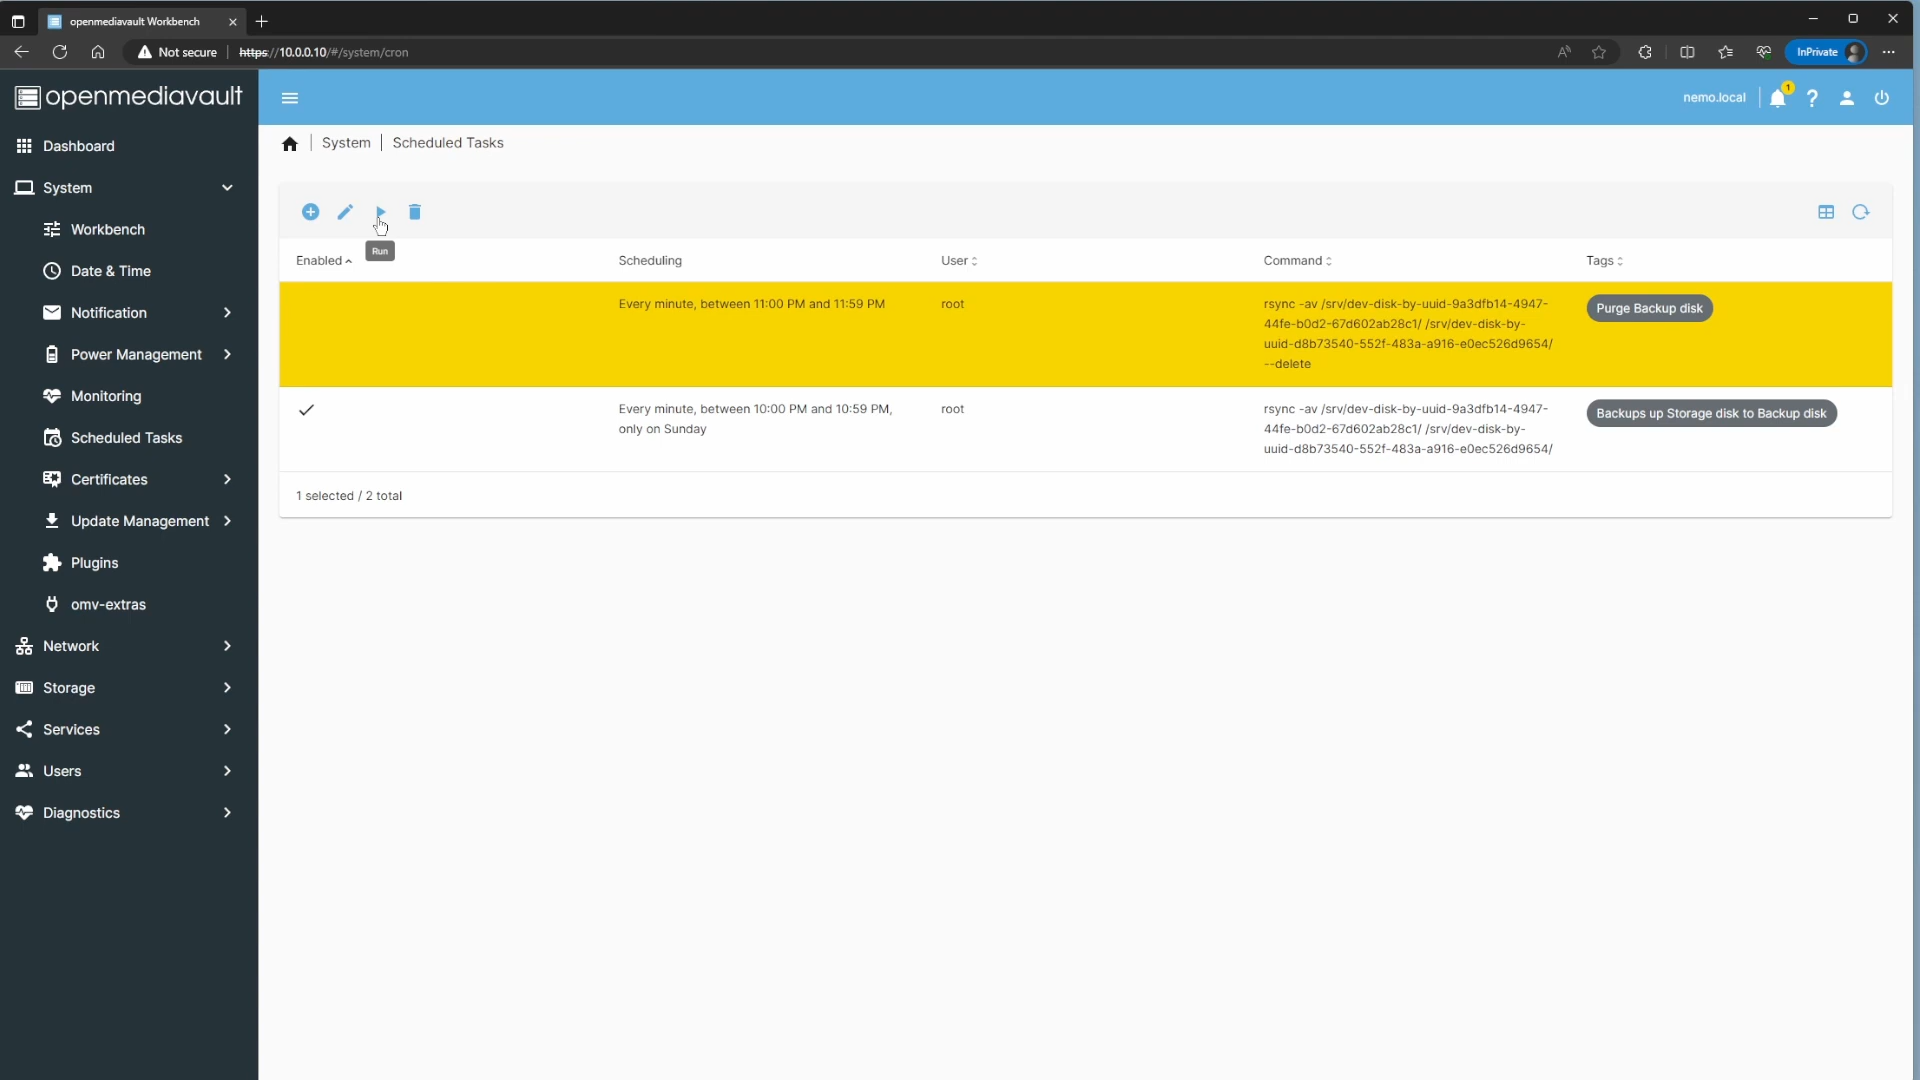 openmediavault Workbench
Not secure
https://10.0.0.10/#/system/cron
InPrivate
openmediavault
nemo.local
1
Dashboard
System
Workbench
Date & Time
Notification
Power Management
Monitoring
Scheduled Tasks
Certificates
Update Management
Plugins
omv-extras
Network
Storage
Services
Users
Diagnostics
System | Scheduled Tasks
Run
Enabled Scheduling User Command Tags
Every minute, between 11:00 PM and 11:59 PM root rsync -av /srv/dev-disk-by-uuid-9a3dfb14-4947- Purge Backup disk
44fe-b0d2-67d602ab28c1/ /srv/dev-disk-by-
uuid-d8b73540-552f-483a-a916-e0ec526d9654/
--delete
Every minute, between 10:00 PM and 10:59 PM, root rsync -av /srv/dev-disk-by-uuid-9a3dfb14-4947- Backups up Storage disk to Backup disk
only on Sunday 44fe-b0d2-67d602ab28c1/ /srv/dev-disk-by-
uuid-d8b73540-552f-483a-a916-e0ec526d9654/
1 selected / 2 total